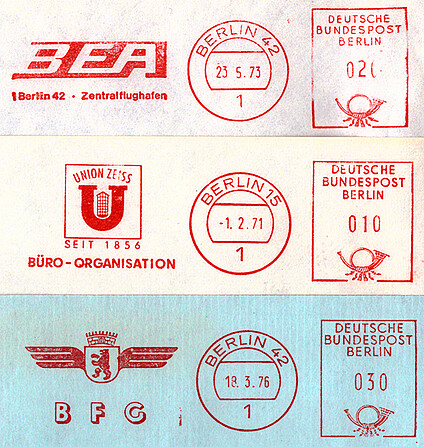 BEA
1 Berlin 42 · Zentralflughafen
BERLIN 42
23.5.73
1
DEUTSCHE
BUNDESPOST
BERLIN
020
UNION ZEISS
U
SEIT 1856
BÜRO-ORGANISATION
BERLIN 15
-1.2.71
1
DEUTSCHE
BUNDESPOST
BERLIN
010
BFG
BERLIN 42
18.3.76
1
DEUTSCHE
BUNDESPOST
BERLIN
030